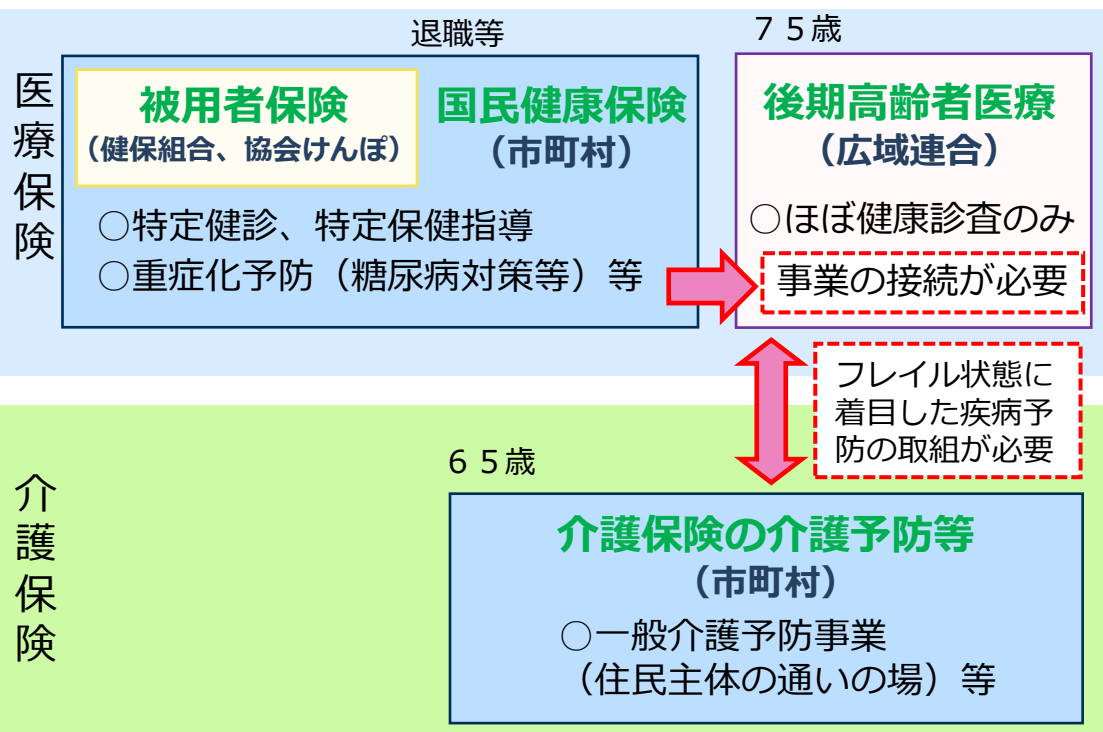 退職等
７５歳
医療保険
被用者保険
（健保組合、協会けんぽ）
国民健康保険
（市町村）
○特定健診、特定保健指導
○重症化予防（糖尿病対策等）等
後期高齢者医療
（広域連合）
○ほぼ健康診査のみ
事業の接続が必要
フレイル状態に
着目した疾病予
防の取組が必要
介護保険
６５歳
介護保険の介護予防等
（市町村）
○一般介護予防事業
（住民主体の通いの場）等